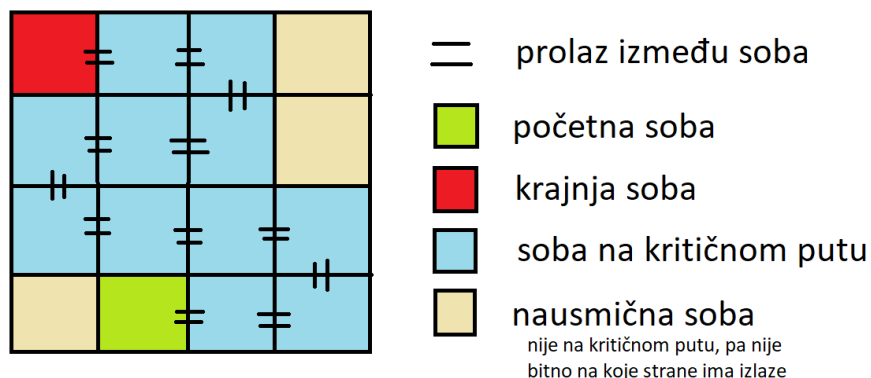 prolaz između soba
početna soba
krajnja soba
soba na kritičnom putu
nausmična soba
nije na kritičnom putu, pa nije
bitno na koje strane ima izlaze